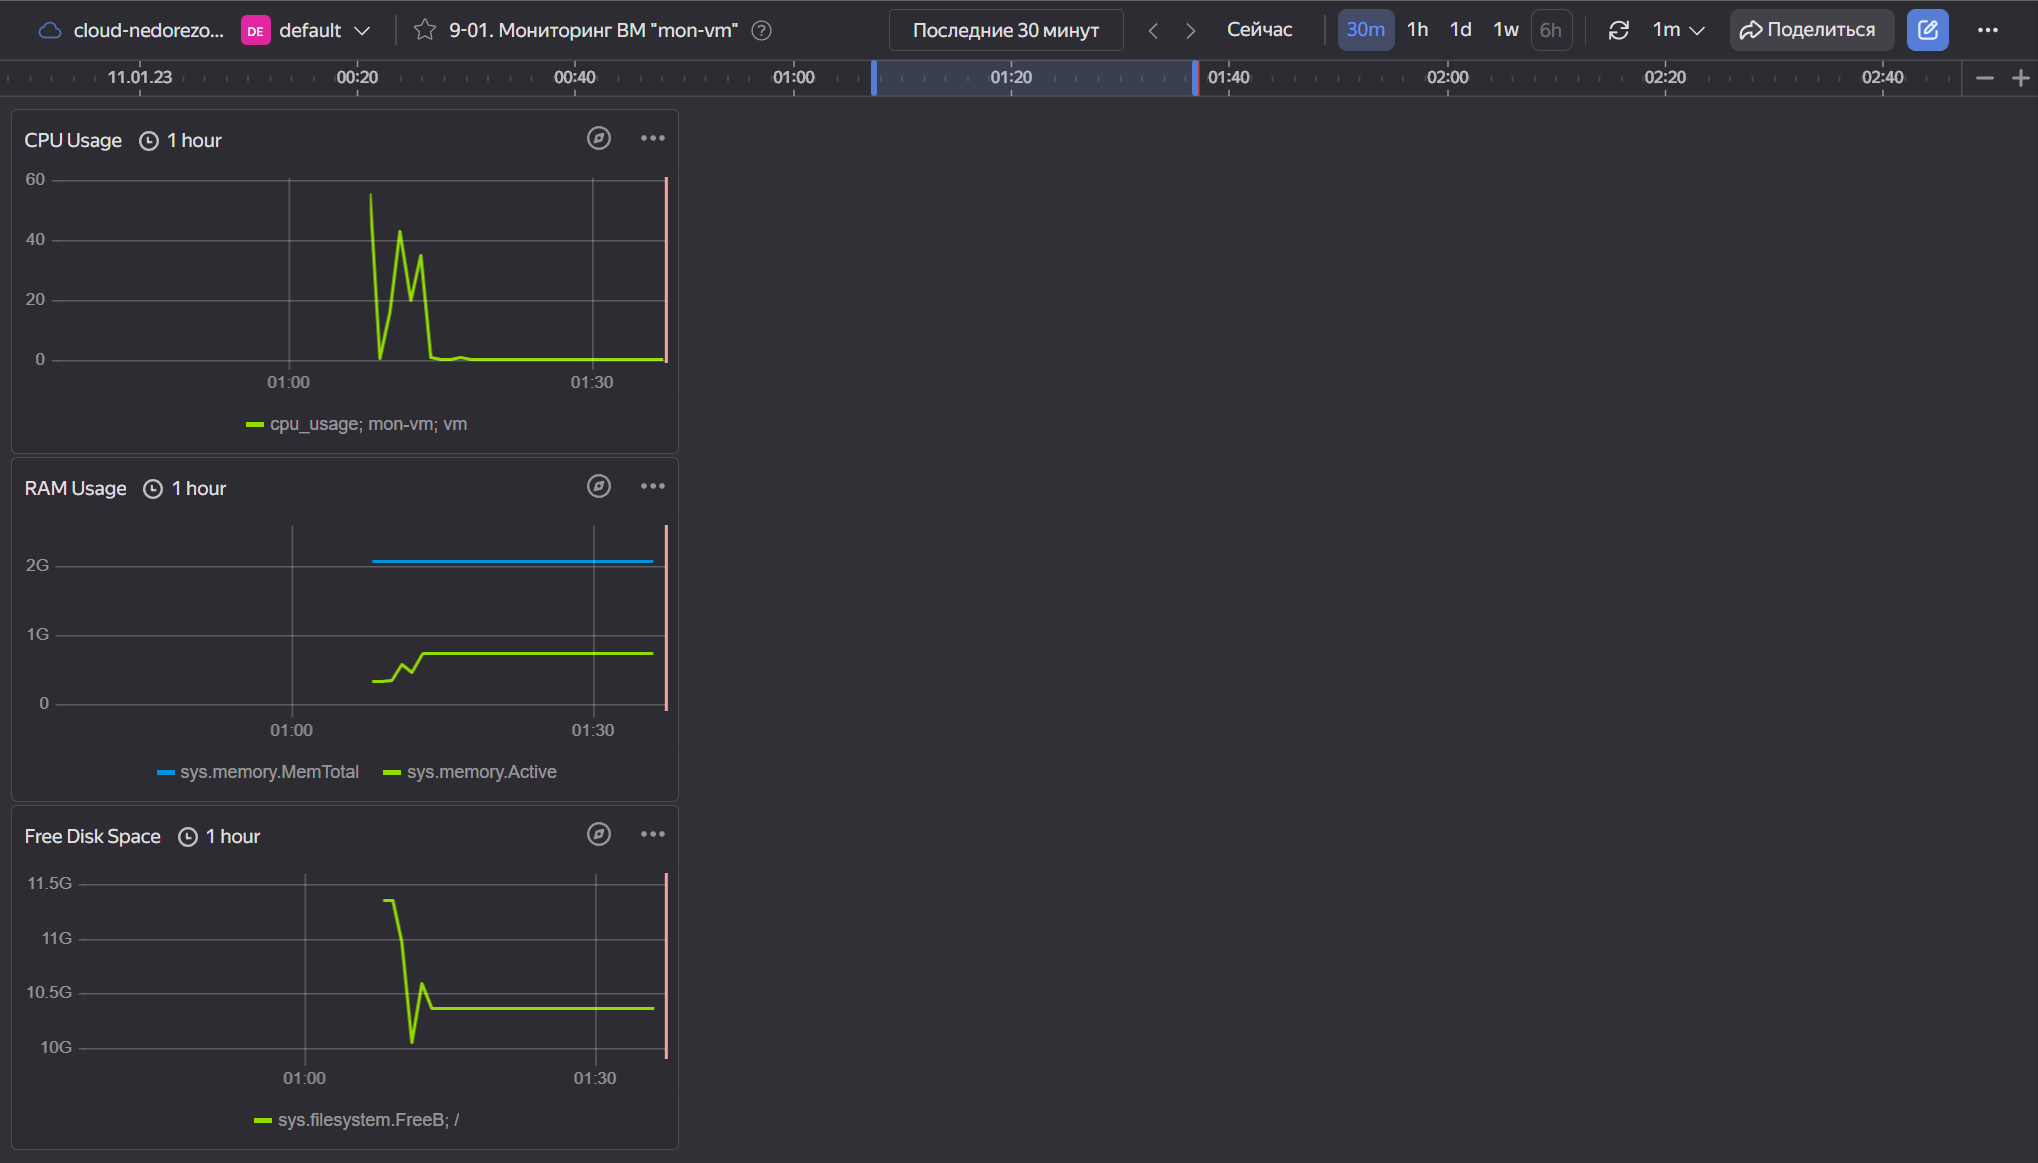 cloud-nedorezo... DE default 9-01. Мониторинг ВМ "mon-vm" ? Последние 30 минут Сейчас 30m 1h 1d 1w 6h 1m Поделиться
11.01.23 00:20 00:40 01:00 01:20 01:40 02:00 02:20 02:40
CPU Usage 1 hour
60
40
20
0
01:00 01:30
cpu_usage; mon-vm; vm
RAM Usage 1 hour
2G
1G
0
01:00 01:30
sys.memory.MemTotal sys.memory.Active
Free Disk Space 1 hour
11.5G
11G
10.5G
10G
01:00 01:30
sys.filesystem.FreeB; /